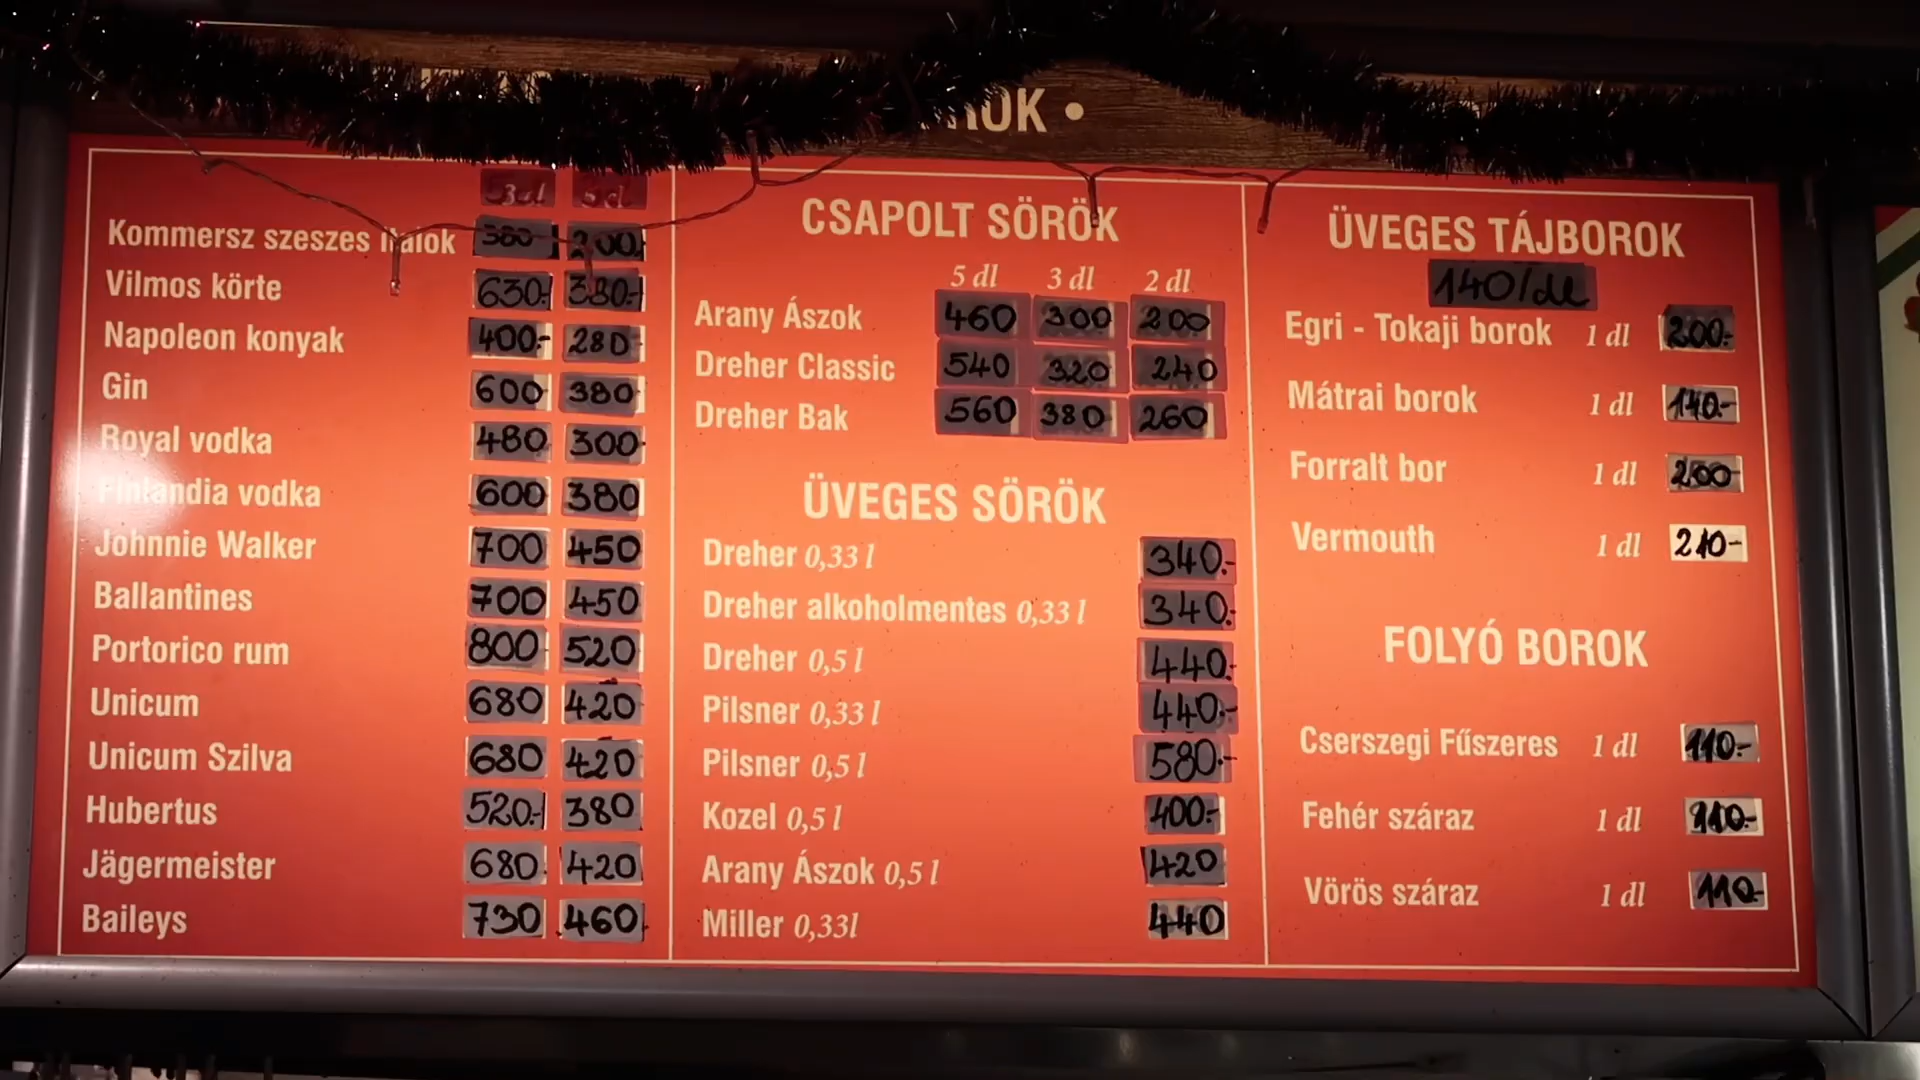 ROK •
Kommersz szeszes italok 380 200.
Vilmos körte 630.- 380.-
Napoleon konyak 400.- 280
Gin 600 380
Royal vodka 480 300
Finlandia vodka 600 380
Johnnie Walker 700 450
Ballantines 700 450
Portorico rum 800 520
Unicum 680 420
Unicum Szilva 680 420
Hubertus 520.- 380
Jägermeister 680 420
Baileys 730 460
CSAPOLT SÖRÖK
5 dl 3 dl 2 dl
Arany Ászok 460 300 200
Dreher Classic 540 320 240
Dreher Bak 560 380 260
ÜVEGES SÖRÖK
Dreher 0,33 l 340.-
Dreher alkoholmentes 0,33 l 340.-
Dreher 0,5 l 440.-
Pilsner 0,33 l 440.-
Pilsner 0,5 l 580.-
Kozel 0,5 l 400.-
Arany Ászok 0,5 l 420
Miller 0,33l 440
ÜVEGES TÁJBOROK
140/dl
Egri - Tokaji borok 1 dl 200.-
Mátrai borok 1 dl 140.-
Forralt bor 1 dl 200-
Vermouth 1 dl 210-
FOLYÓ BOROK
Cserszegi Fűszeres 1 dl 110.-
Fehér száraz 1 dl 110.-
Vörös száraz 1 dl 110-